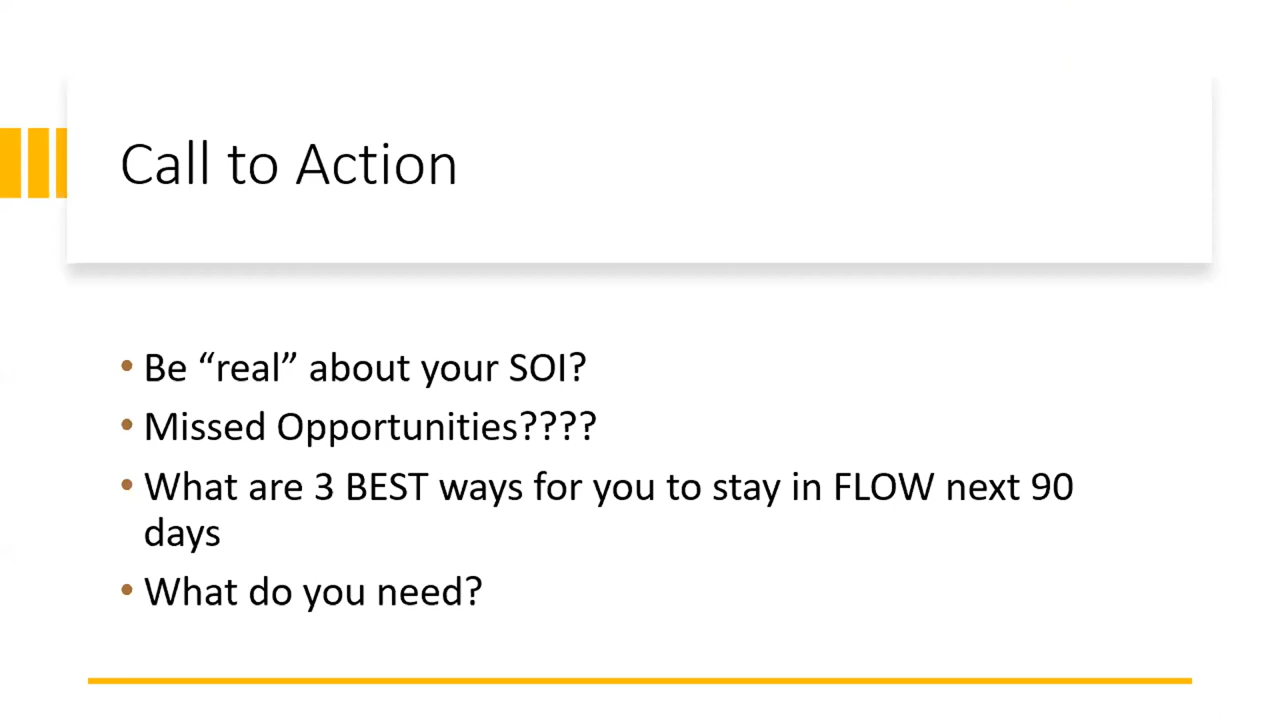 Call to Action
• Be “real” about your SOI?
• Missed Opportunities????
• What are 3 BEST ways for you to stay in FLOW next 90
days
• What do you need?